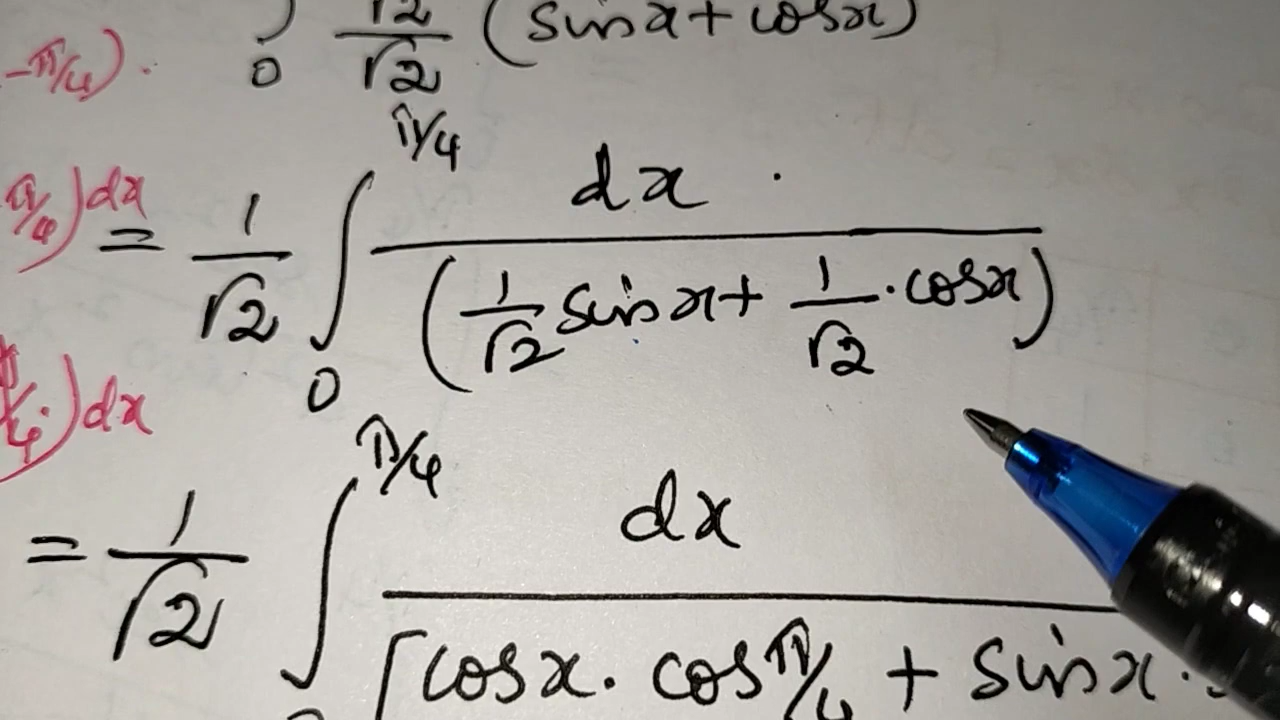 0 √2/√2 (sinx+cosx)
-π/4).
π/4)dx = 1/√2 ∫ 0 π/4 dx . / (1/√2 sinx + 1/√2 .cosx)
π/4.)dx
= 1/√2 ∫ π/4 dx / [cosx. cosπ/4 + sinx.